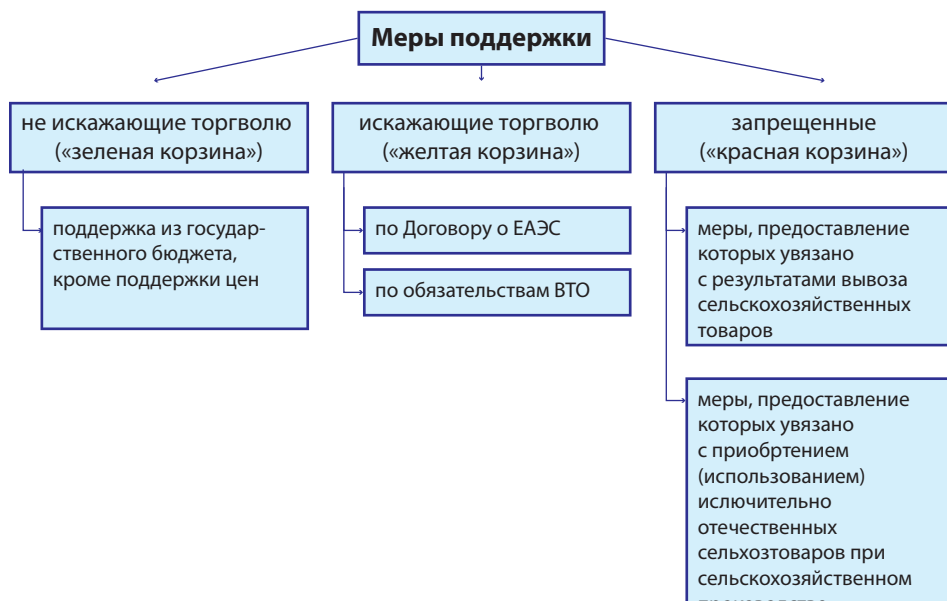 Меры поддержки
не искажающие торгволю
(«зеленая корзина»)
искажающие торгволю
(«желтая корзина»)
запрещенные
(«красная корзина»)
поддержка из государ-
ственного бюджета,
кроме поддержки цен
по Договору о ЕАЭС
по обязательствам ВТО
меры, предоставление
которых увязано
с результатами вывоза
сельскохозяйственных
товаров
меры, предоставление
которых увязано
с приобртением
(использованием)
ислючительно
отечественных
сельхозтоваров при
сельскохозяйственном